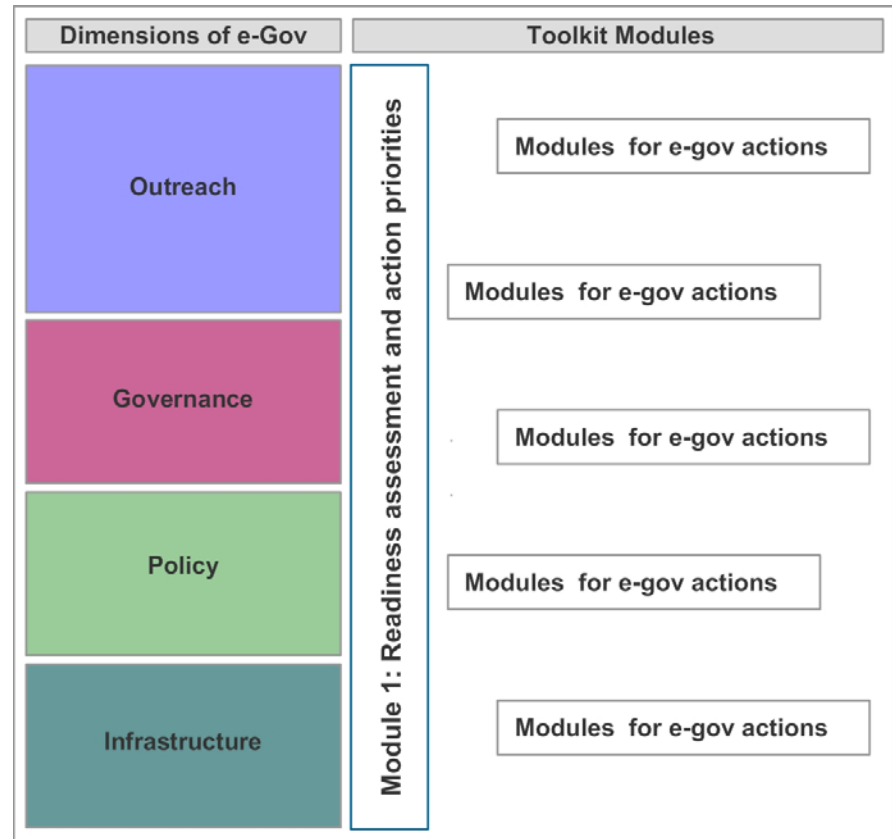 Dimensions of e-Gov
Toolkit Modules
Outreach
Governance
Policy
Infrastructure
Module 1: Readiness assessment and action priorities
Modules for e-gov actions
Modules for e-gov actions
Modules for e-gov actions
Modules for e-gov actions
Modules for e-gov actions